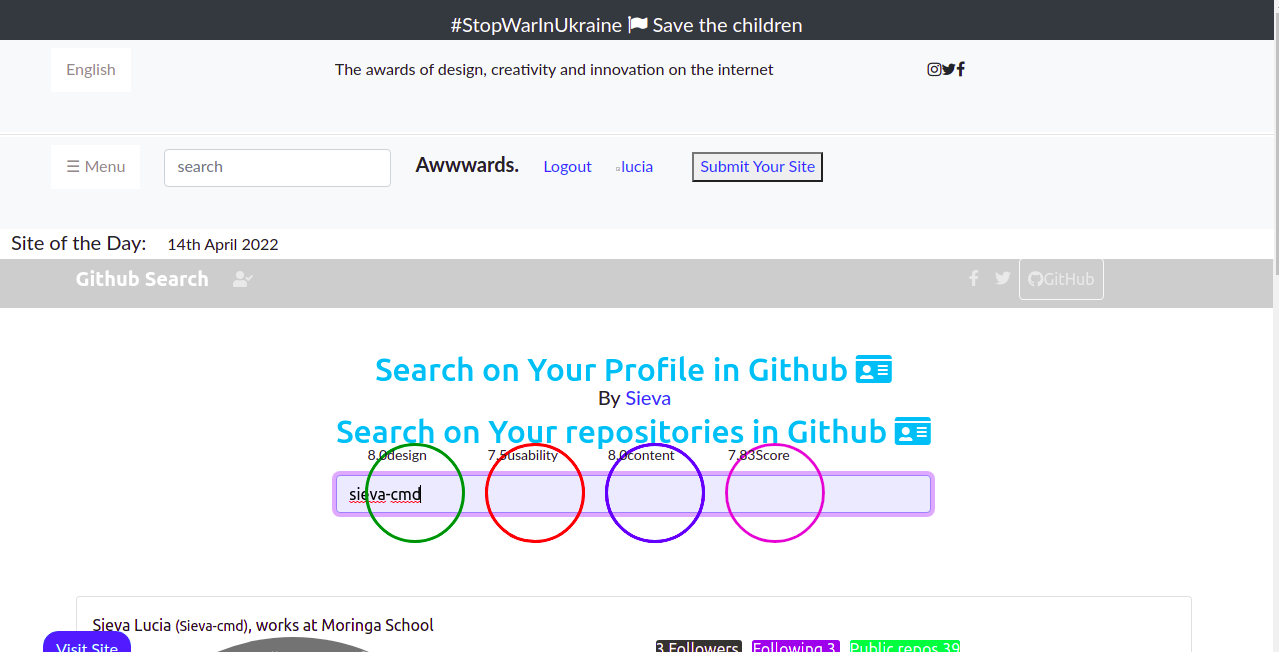 #StopWarInUkraine Save the children
English
The awards of design, creativity and innovation on the internet
☰ Menu
search
Awwwards.
Logout
lucia
Submit Your Site
Site of the Day: 14th April 2022
Github Search
GitHub
Search on Your Profile in Github
By Sieva
Search on Your repositories in Github
8.0design 7.5usability 8.0content 7.83Score
sieva-cmd
Sieva Lucia (Sieva-cmd), works at Moringa School
3 Followers Following 3 Public repos 39
Visit Site